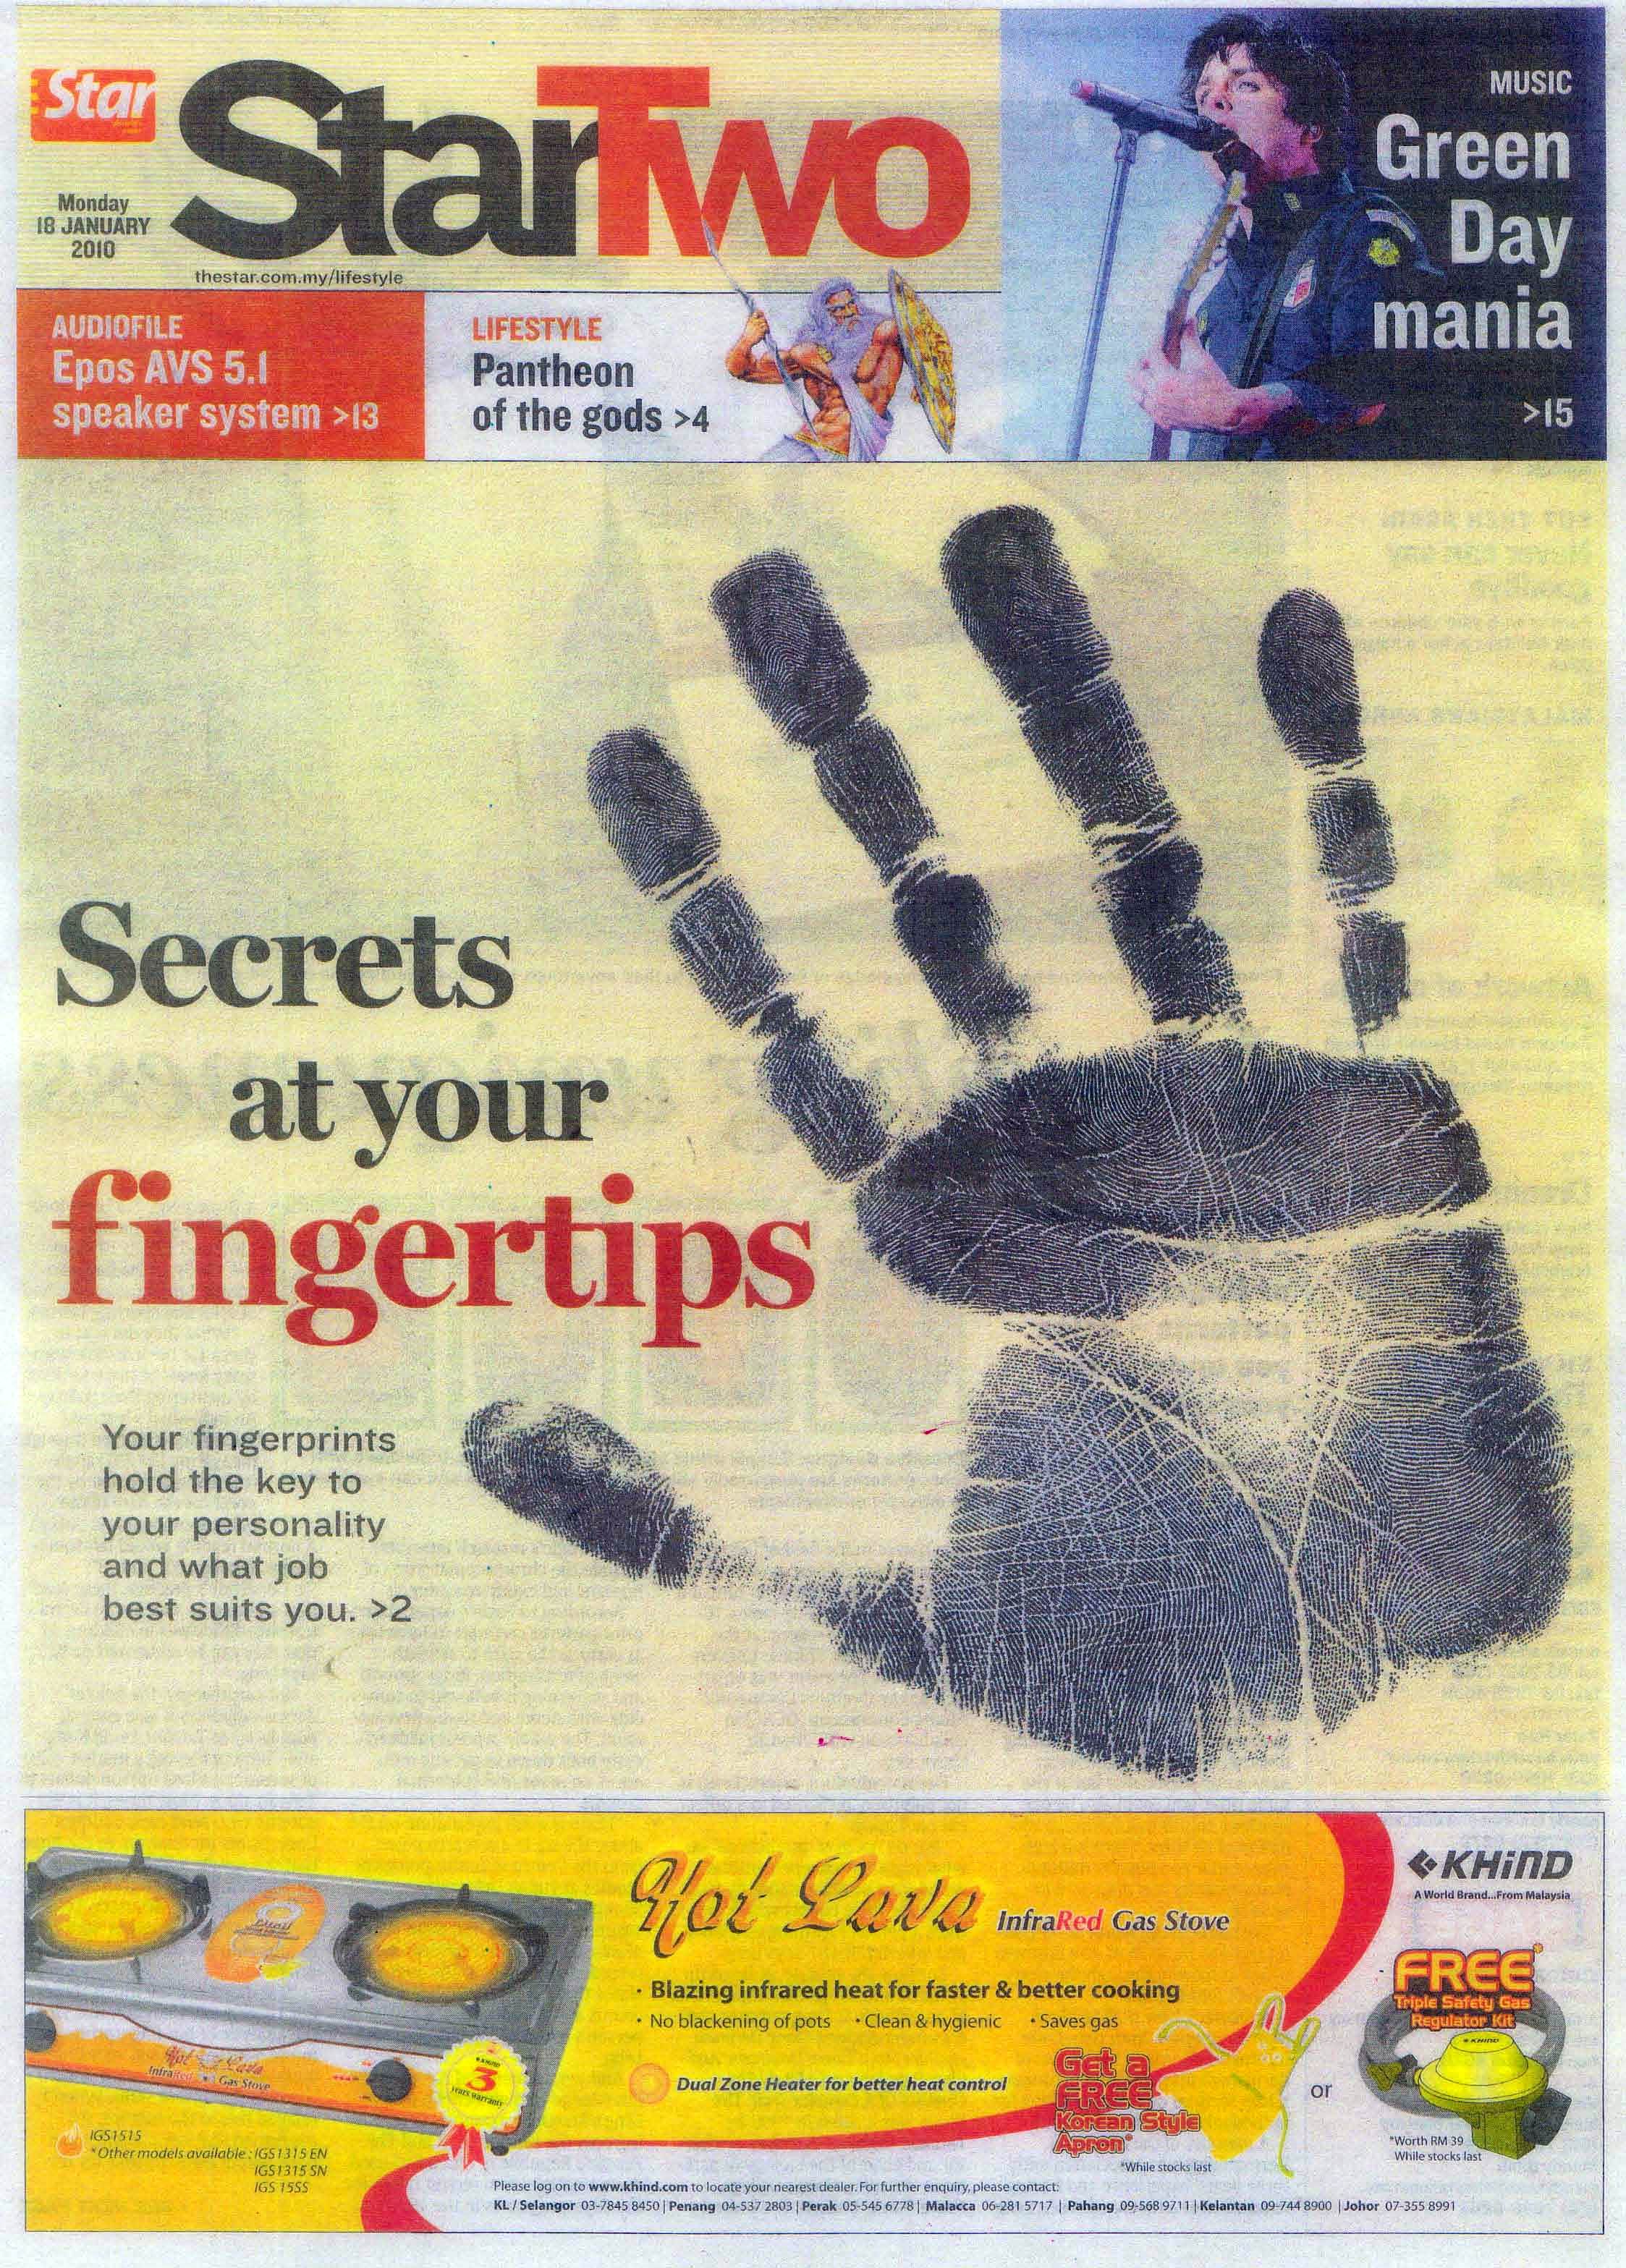 Star
StarTwo
Monday
18 JANUARY
2010
thestar.com.my/lifestyle
MUSIC
Green
Day
mania
>15
AUDIOFILE
Epos AVS 5.1
speaker system >13
LIFESTYLE
Pantheon
of the gods >4
Secrets
at your
fingertips
Your fingerprints
hold the key to
your personality
and what job
best suits you. >2
Hot Lava InfraRed Gas Stove
· Blazing infrared heat for faster & better cooking
· No blackening of pots · Clean & hygienic · Saves gas
Dual Zone Heater for better heat control
Get a
FREE
Korean Style
Apron*
*While stocks last
or
KHIND
A World Brand...From Malaysia
FREE*
Triple Safety Gas
Regulator Kit
KHIND
*Worth RM 39
While stocks last
Hot Lava
InfraRed Gas Stove
KHIND
3
Years warranty
IGS1515
*Other models available : IGS1315 EN
IGS1315 SN
IGS 15SS
Please log on to www.khind.com to locate your nearest dealer. For further enquiry, please contact:
KL / Selangor 03-7845 8450 | Penang 04-537 2803 | Perak 05-545 6778 | Malacca 06-281 5717 | Pahang 09-568 9711 | Kelantan 09-744 8900 | Johor 07-355 8991